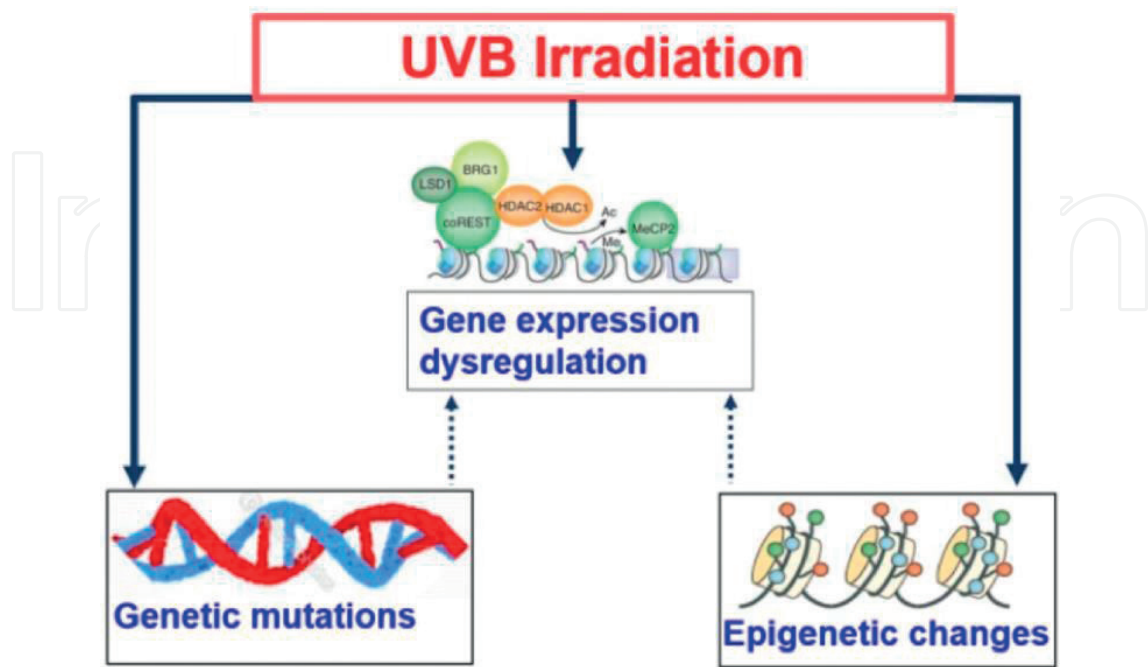 UVB Irradiation
BRG1
LSD1
HDAC2 HDAC1
Ac
coREST
MeCP2
Me
Gene expression
dysregulation
Genetic mutations
Epigenetic changes